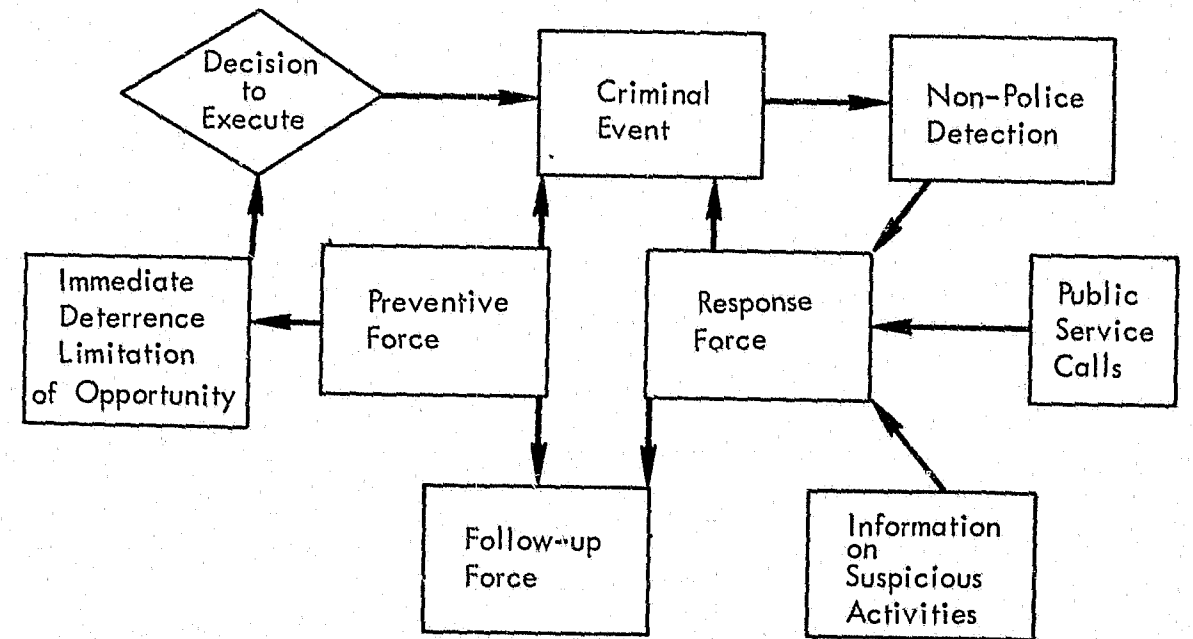 Decision
to
Execute
Criminal
Event
Non-Police
Detection
Immediate
Deterrence
Limitation
of Opportunity
Preventive
Force
Response
Force
Public
Service
Calls
Follow-up
Force
Information
on
Suspicious
Activities